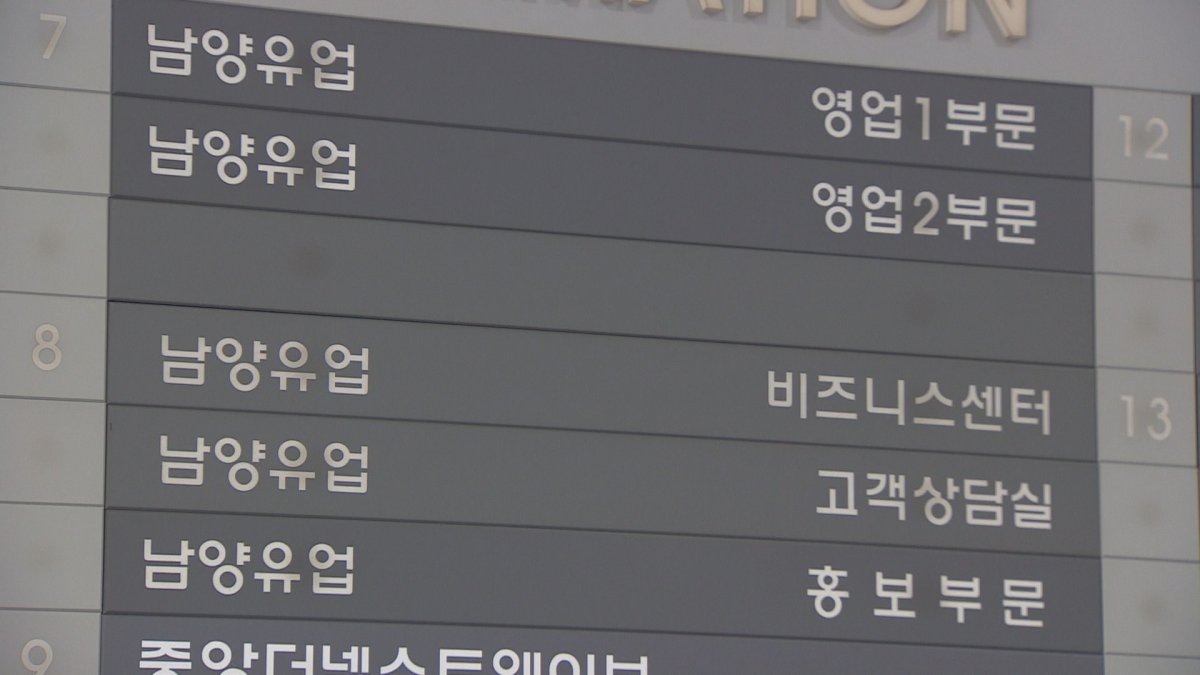 7 남양유업 영업1부문 12
남양유업 영업2부문
8 남양유업 비즈니스센터 13
남양유업 고객상담실
남양유업 홍보부문
9